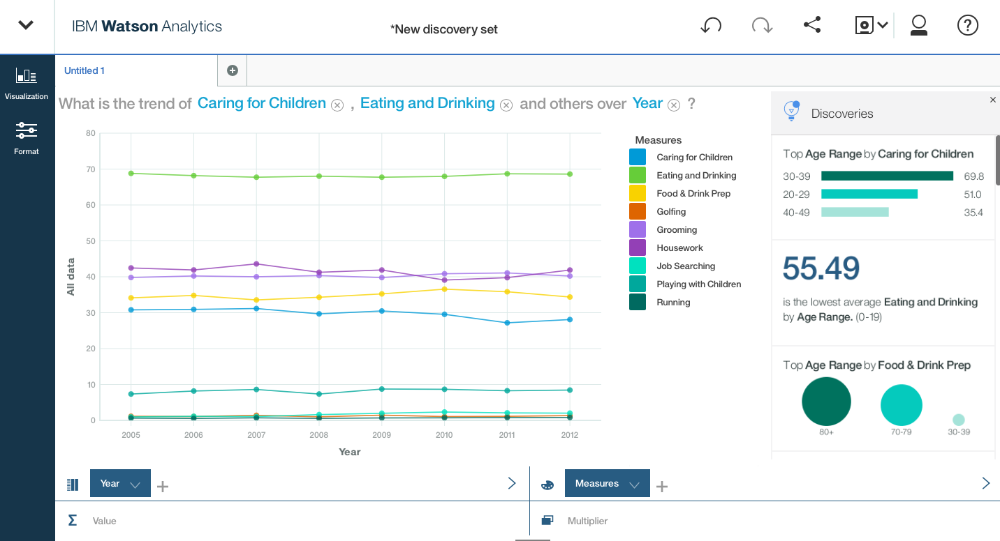 IBM Watson Analytics
*New discovery set
?
Visualization
Format
Untitled 1
What is the trend of Caring for Children , Eating and Drinking and others over Year ?
80
70
60
50
40
30
20
10
0
All data
2005 2006 2007 2008 2009 2010 2011 2012
Year
Measures
Caring for Children
Eating and Drinking
Food & Drink Prep
Golfing
Grooming
Housework
Job Searching
Playing with Children
Running
Discoveries
Top Age Range by Caring for Children
30-39 69.8
20-29 51.0
40-49 35.4
55.49
is the lowest average Eating and Drinking
by Age Range. (0-19)
Top Age Range by Food & Drink Prep
80+ 70-79 30-39
Year
Measures
Σ Value
Multiplier